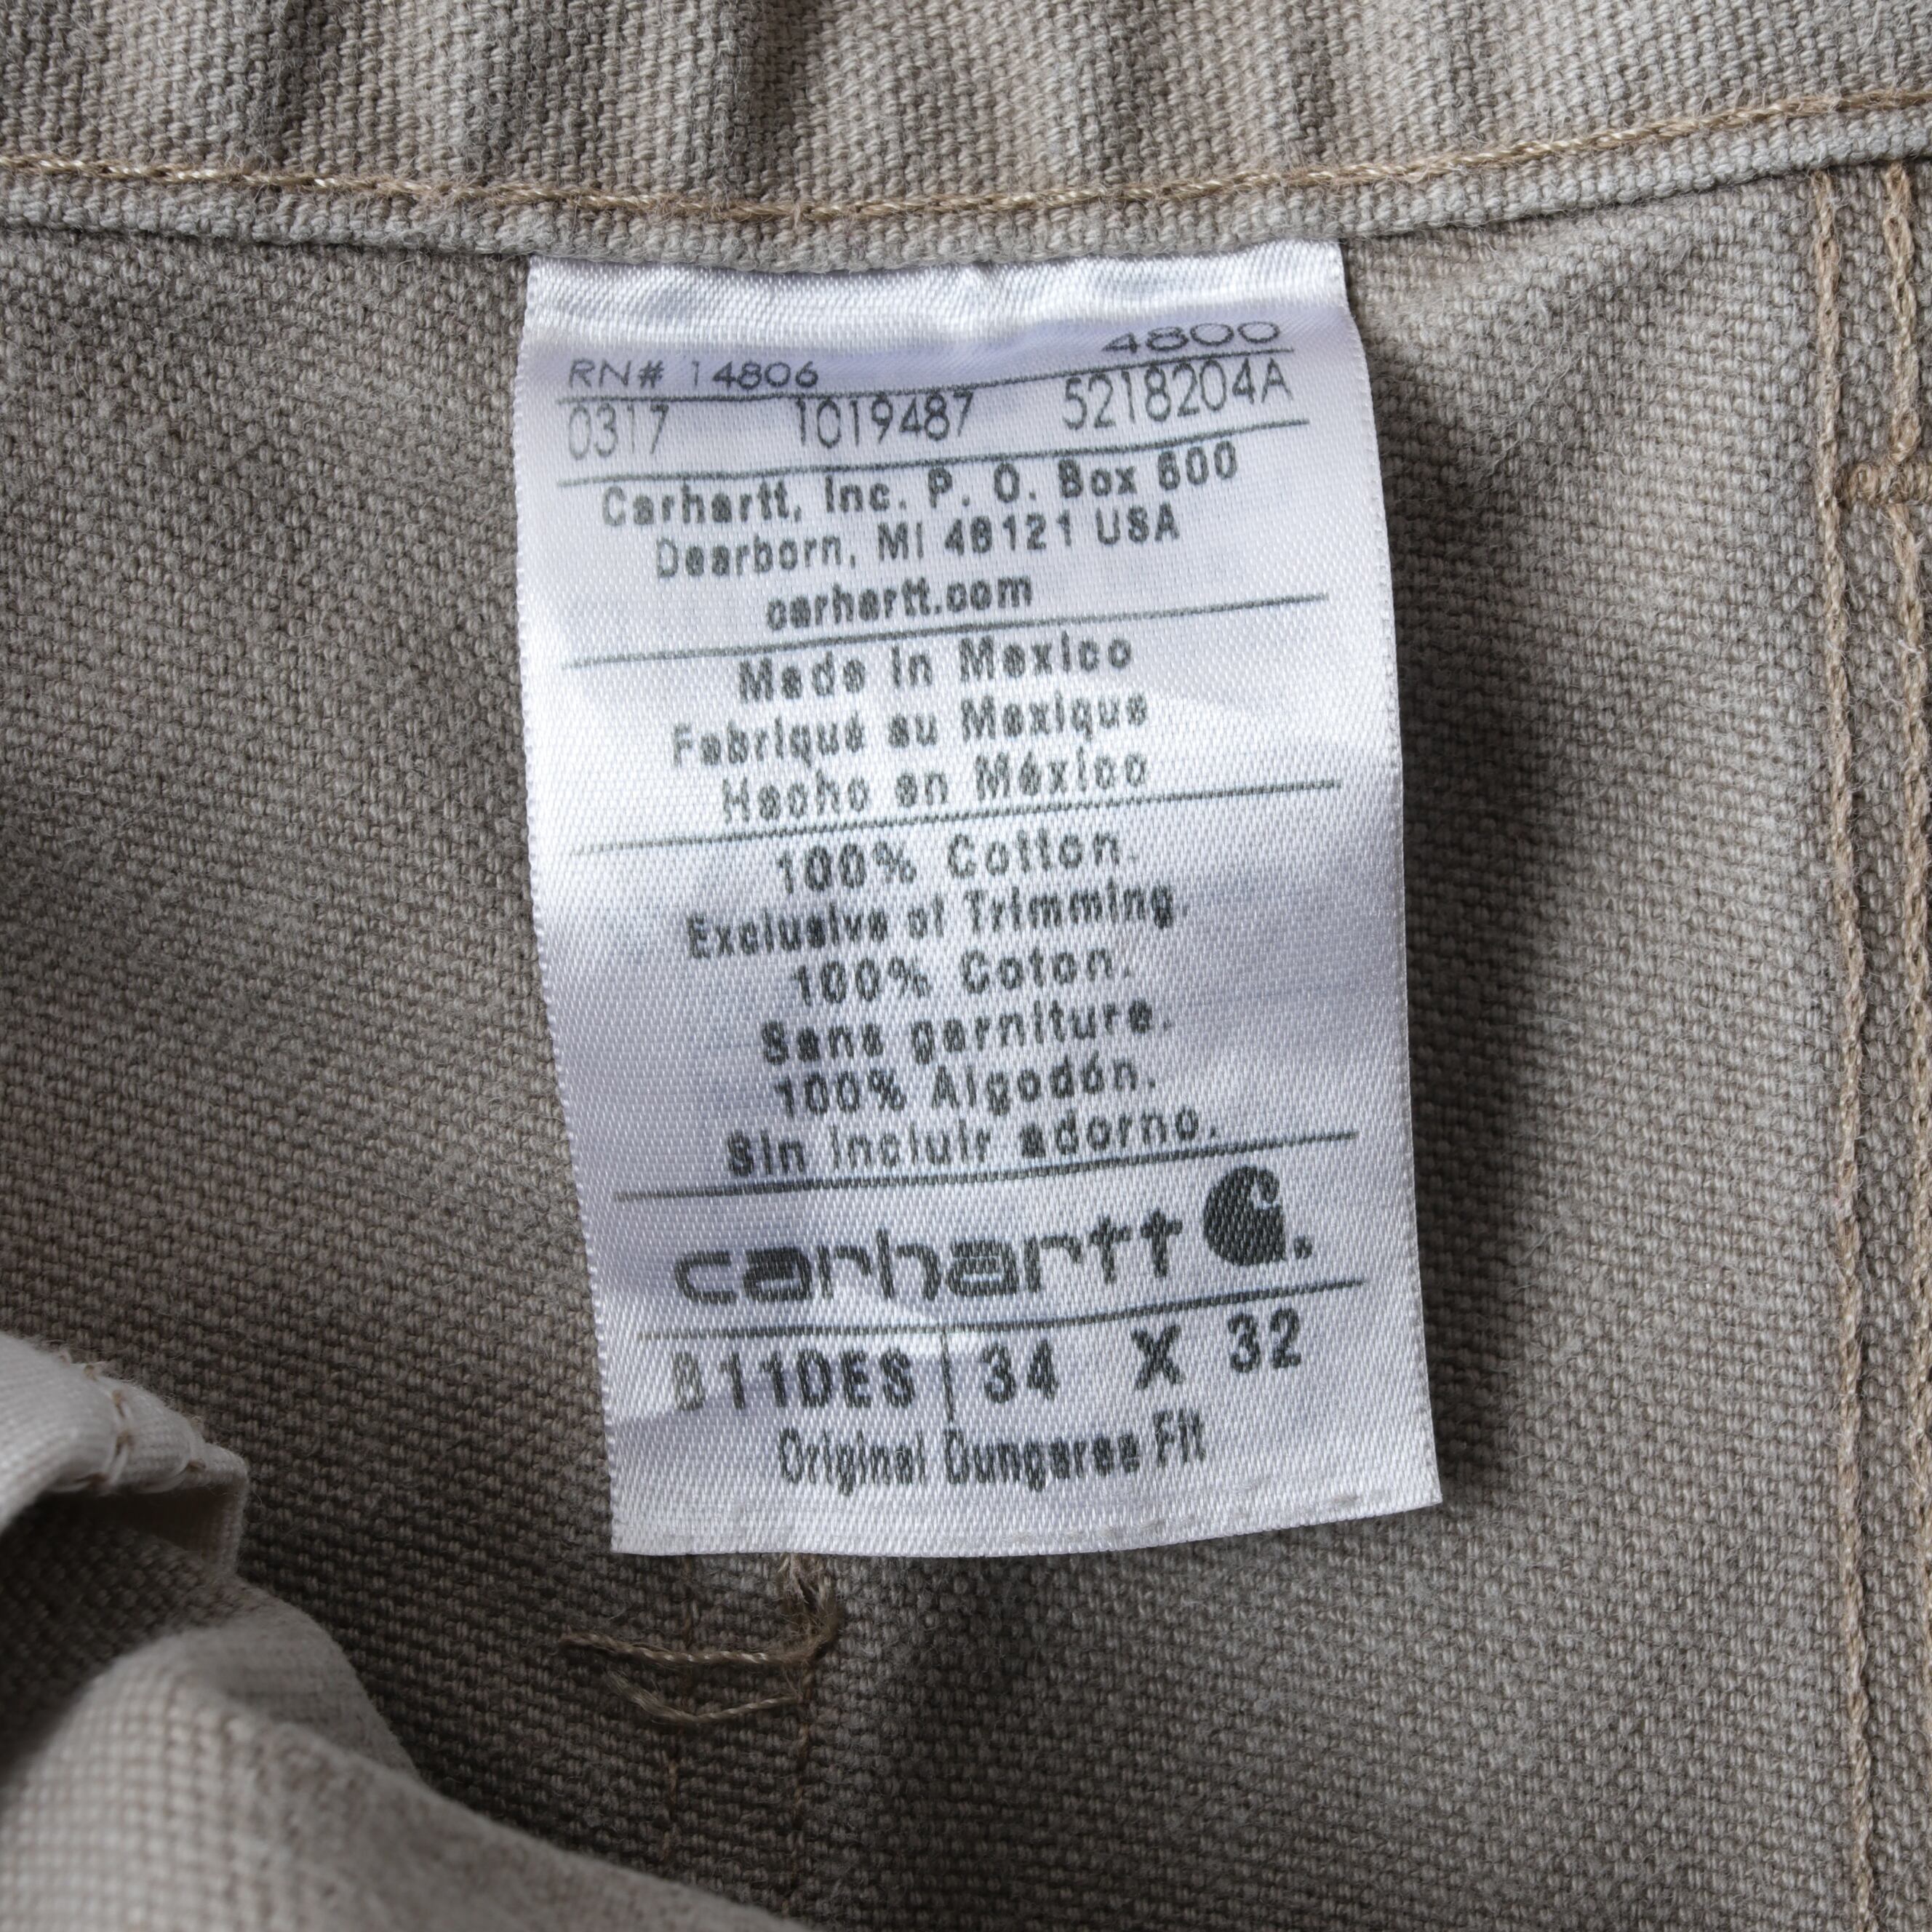 RN# 14806 4800
0317 1019487 5218204A
Carhartt, Inc. P. O. Box 600
Dearborn, MI 48121 USA
carhartt.com
Made in Mexico
Fabriqué au Mexique
Hecho en México
100% Cotton.
Exclusive of Trimming.
100% Coton.
Sans garniture.
100% Algodón.
Sin incluir adorno.
carhartt
B11DES 34 X 32
Original Dungaree Fit